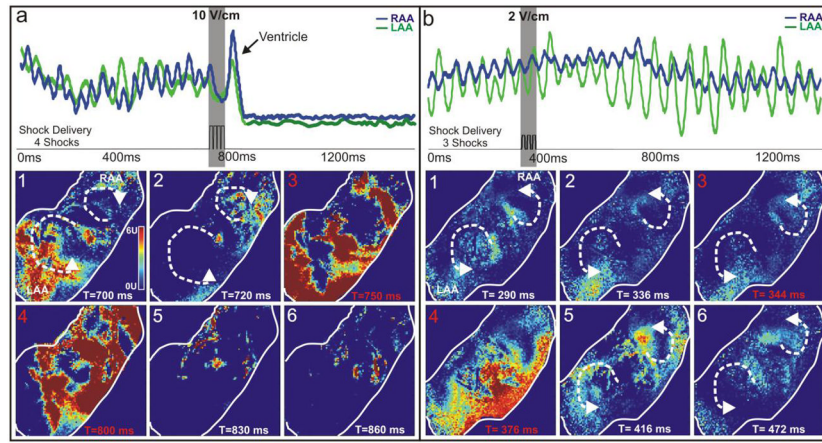 a
10 V/cm
RAA
LAA
Ventricle
Shock Delivery
4 Shocks
0ms 400ms 800ms 1200ms
1
RAA
6U
0U
LAA
T=700 ms
2
T=720 ms
3
T=750 ms
4
T=800 ms
5
T=830 ms
6
T=860 ms
b
2 V/cm
RAA
LAA
Shock Delivery
3 Shocks
0ms 400ms 800ms 1200ms
1
RAA
LAA
T= 290 ms
2
T= 336 ms
3
T= 344 ms
4
T= 376 ms
5
T= 416 ms
6
T= 472 ms